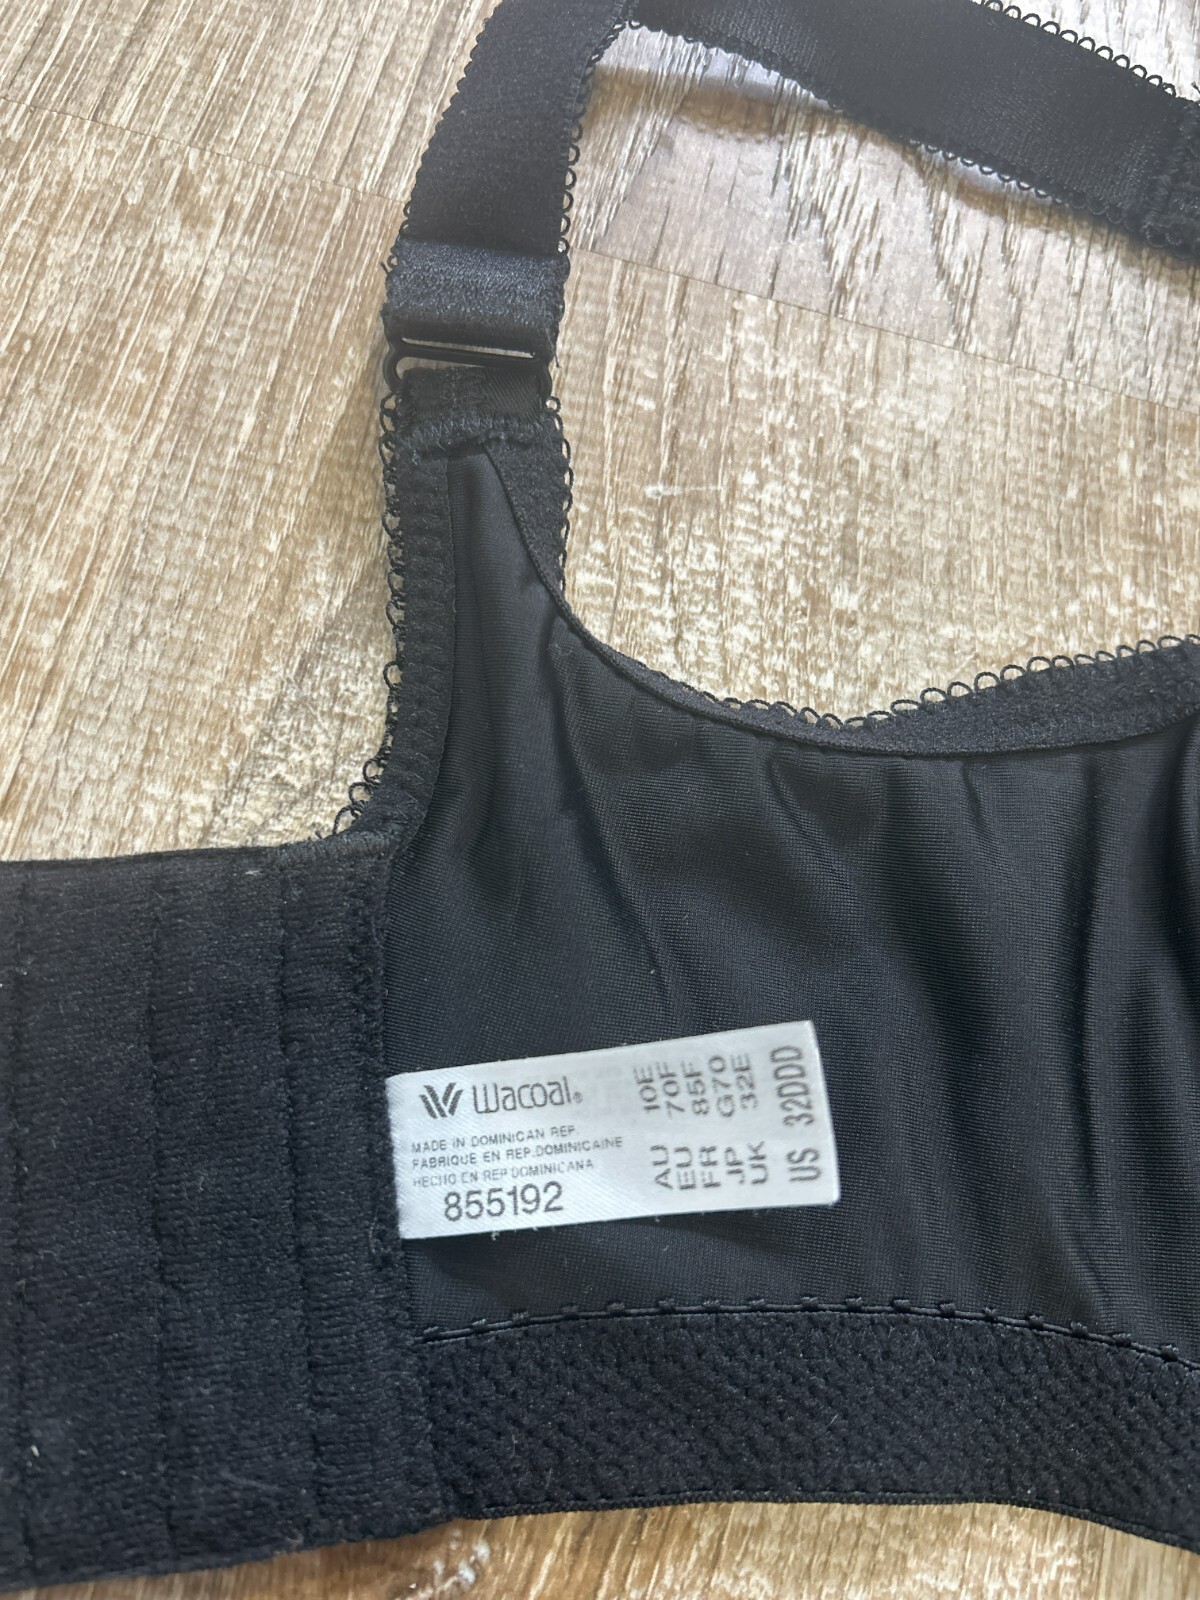 Wacoal®
MADE IN DOMINICAN REP.
FABRIQUE EN REP.DOMINICAINE
HECHO EN REP DOMINICANA
855192
AU 10E
EU 70F
FR 85F
JP G70
UK 32E
US 32DDD